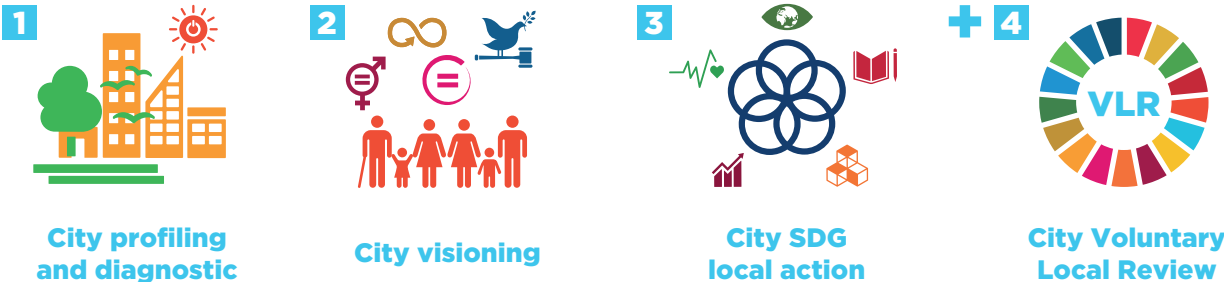 1
2
3
+ 4
VLR
City profiling
and diagnostic
City visioning
City SDG
local action
City Voluntary
Local Review